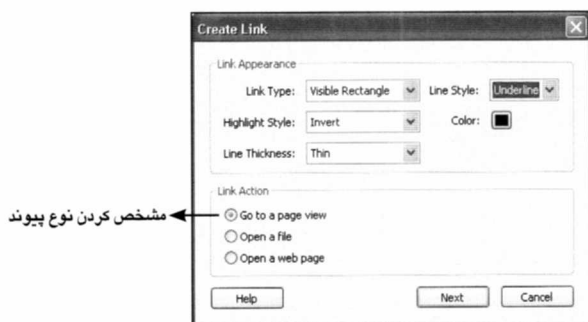 Create Link
Link Appearance
Link Type: Visible Rectangle Line Style: Underline
Highlight Style: Invert Color:
Line Thickness: Thin
Link Action
مشخص کردن نوع پیوند
Go to a page view
Open a file
Open a web page
Help Next Cancel